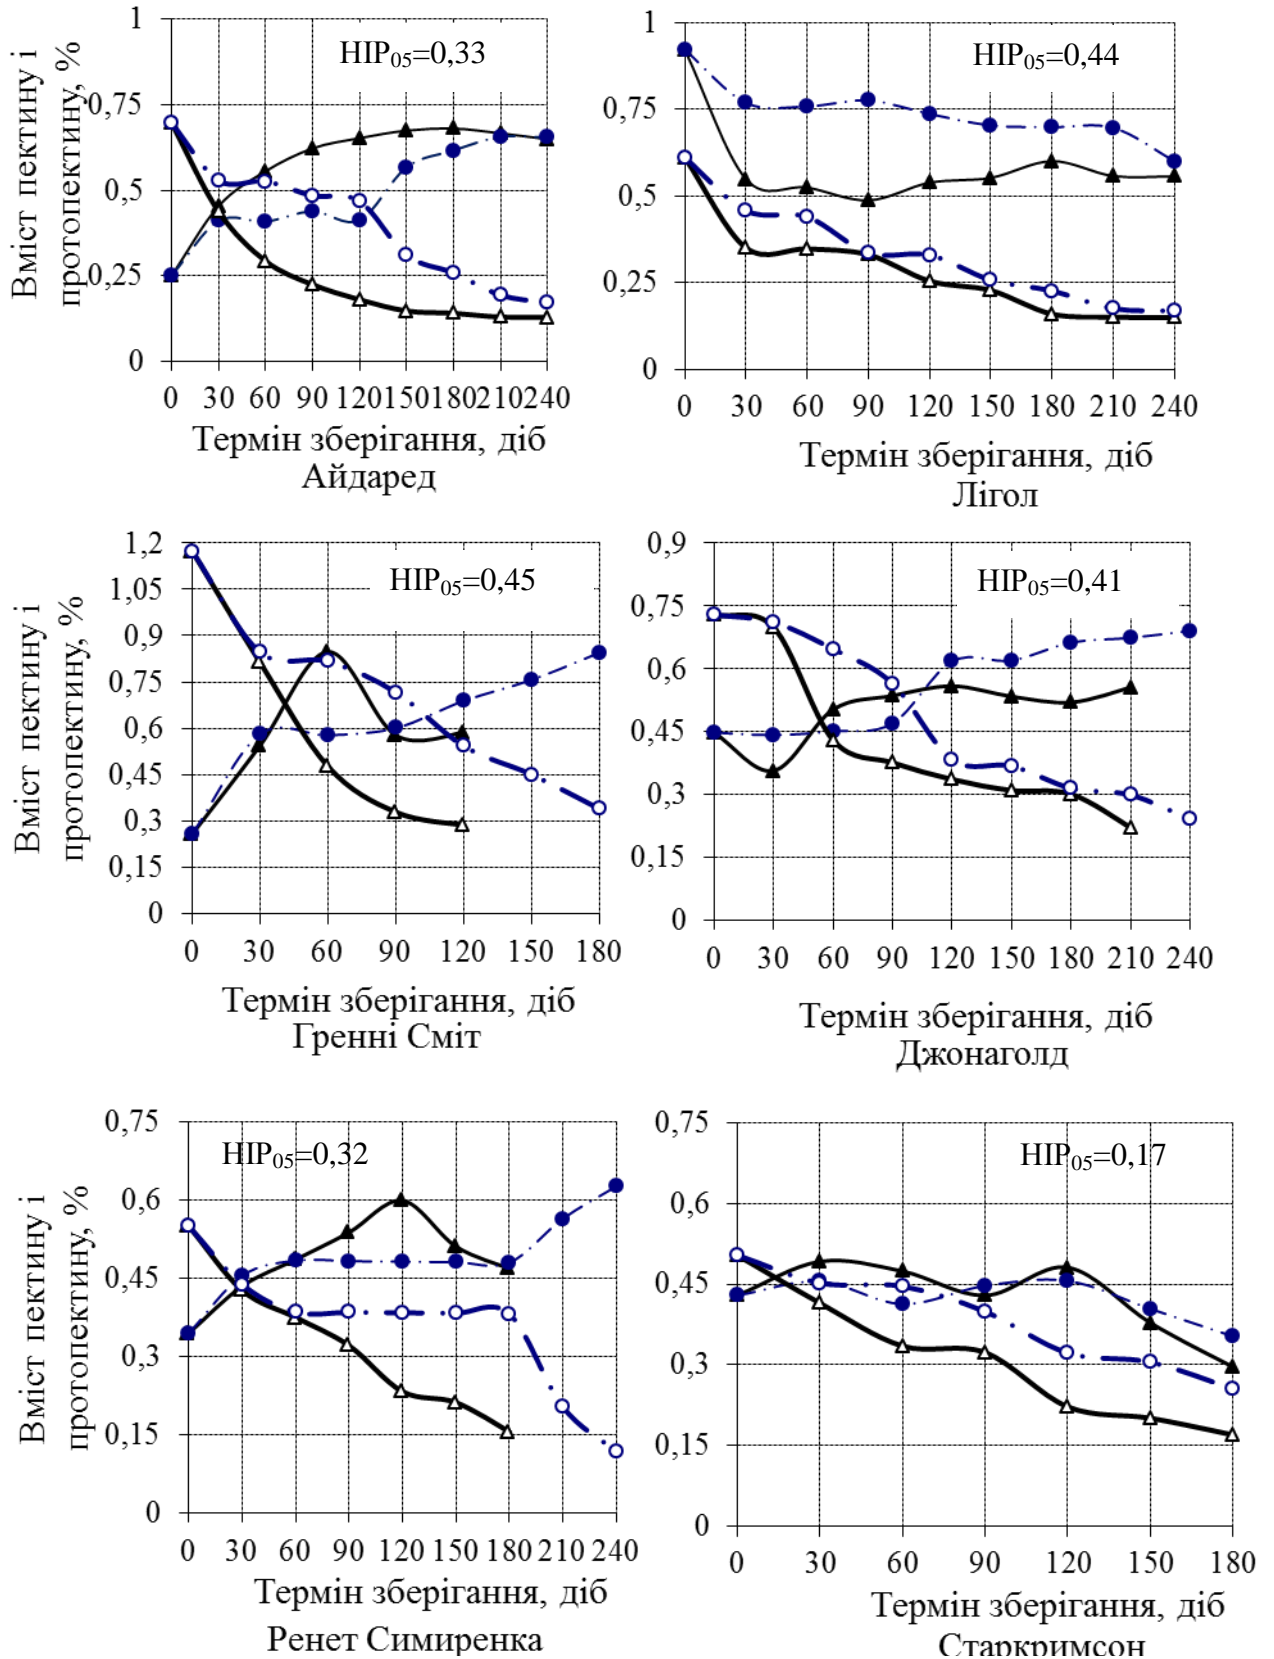 Вміст пектину і
протопектину, %
1
0,75
0,5
0,25
0
НІР05=0,33
0 30 60 90 120 150 180 210 240
Термін зберігання, діб
Айдаред
1
0,75
0,5
0,25
0
НІР05=0,44
0 30 60 90 120 150 180 210 240
Термін зберігання, діб
Лігол
Вміст пектину і
протопектину, %
1,2
1,05
0,9
0,75
0,6
0,45
0,3
0,15
0
НІР05=0,45
0 30 60 90 120 150 180
Термін зберігання, діб
Гренні Сміт
0,9
0,75
0,6
0,45
0,3
0,15
0
НІР05=0,41
0 30 60 90 120 150 180 210 240
Термін зберігання, діб
Джонаголд
Вміст пектину і
протопектину, %
0,75
0,6
0,45
0,3
0,15
0
НІР05=0,32
0 30 60 90 120 150 180 210 240
Термін зберігання, діб
Ренет Симиренка
0,75
0,6
0,45
0,3
0,15
0
НІР05=0,17
0 30 60 90 120 150 180
Термін зберігання, діб
Старкримсон